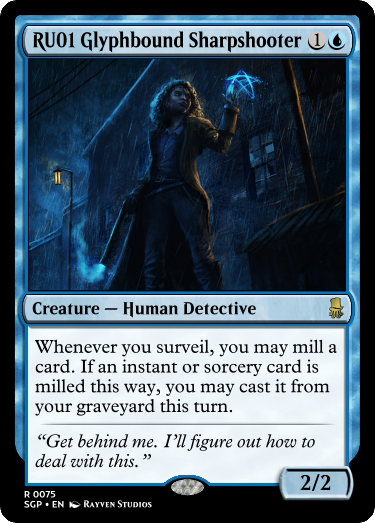 RU01 Glyphbound Sharpshooter 1
Creature — Human Detective
Whenever you surveil, you may mill a
card. If an instant or sorcery card is
milled this way, you may cast it from
your graveyard this turn.
“Get behind me. I’ll figure out how to
deal with this.”
2/2
R 0075
SGP • EN Rayven Studios